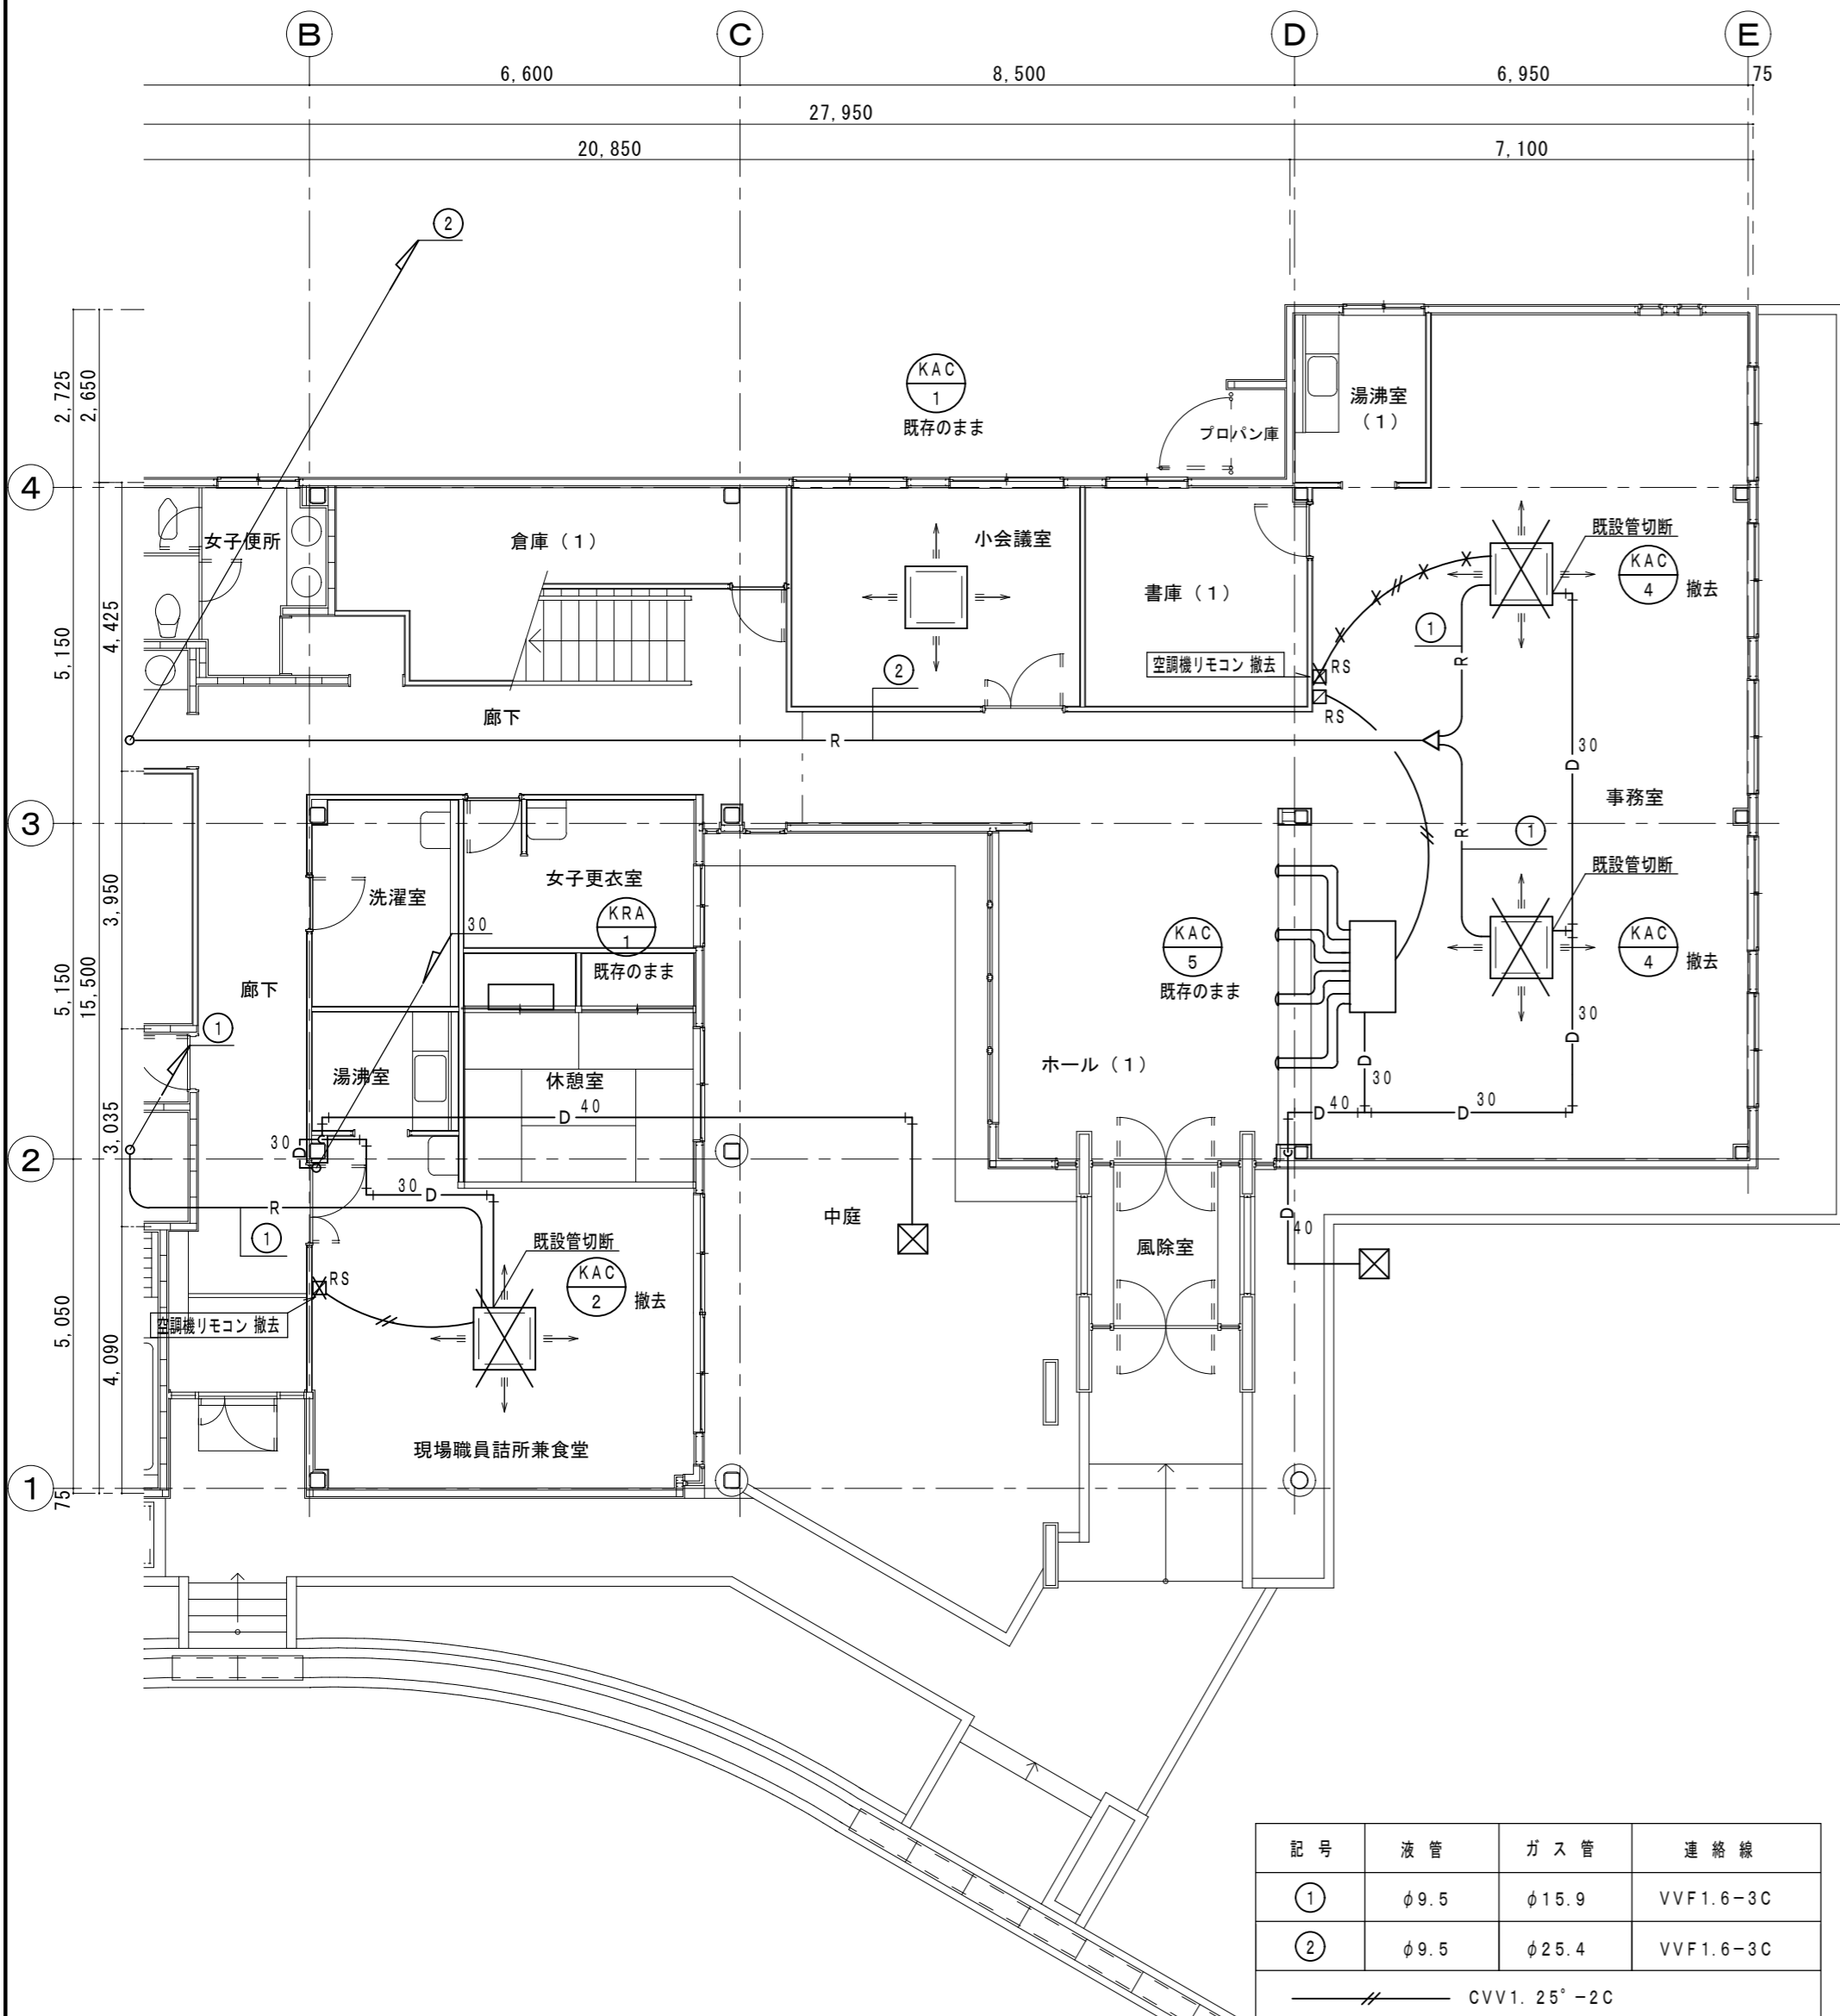 B
C
D
E
6,600
8,500
6,950
75
27,950
20,850
7,100
2
2,725
2,650
KAC
1
既存のまま
プロパン庫
湯沸室
(1)
4
女子便所
倉庫(1)
小会議室
書庫(1)
既設管切断
KAC
4
撤去
5,150
4,425
1
R
空調機リモコン 撤去
RS
RS
2
廊下
R
D
30
事務室
3
R
1
既設管切断
洗濯室
女子更衣室
KRA
1
既存のまま
30
KAC
5
既存のまま
KAC
4
撤去
3,950
5,150
15,500
廊下
1
D
30
湯沸室
休憩室
ホール(1)
D
30
D
40
D
40
D
30
3,035
2
30
D
30
D
R
1
中庭
風除室
D
40
既設管切断
KAC
2
撤去
RS
空調機リモコン 撤去
5,050
4,090
現場職員詰所兼食堂
1
75
記号 液管 ガス管 連絡線
1 φ9.5 φ15.9 VVF1.6-3C
2 φ9.5 φ25.4 VVF1.6-3C
CVV1.25°-2C